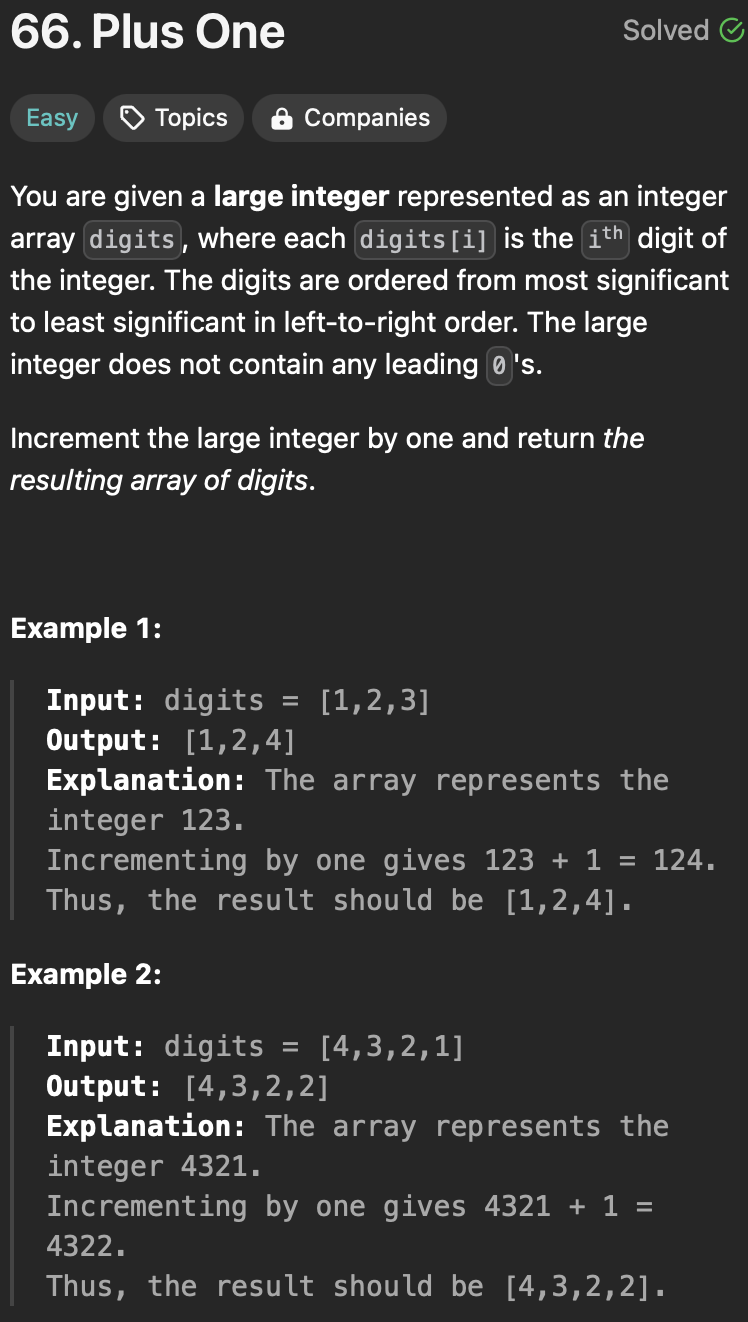 66. Plus One
Solved
Easy
Topics
Companies
You are given a large integer represented as an integer
array digits, where each digits[i] is the ith digit of
the integer. The digits are ordered from most significant
to least significant in left-to-right order. The large
integer does not contain any leading 0's.
Increment the large integer by one and return the
resulting array of digits.
Example 1:
Input: digits = [1,2,3]
Output: [1,2,4]
Explanation: The array represents the
integer 123.
Incrementing by one gives 123 + 1 = 124.
Thus, the result should be [1,2,4].
Example 2:
Input: digits = [4,3,2,1]
Output: [4,3,2,2]
Explanation: The array represents the
integer 4321.
Incrementing by one gives 4321 + 1 =
4322.
Thus, the result should be [4,3,2,2].